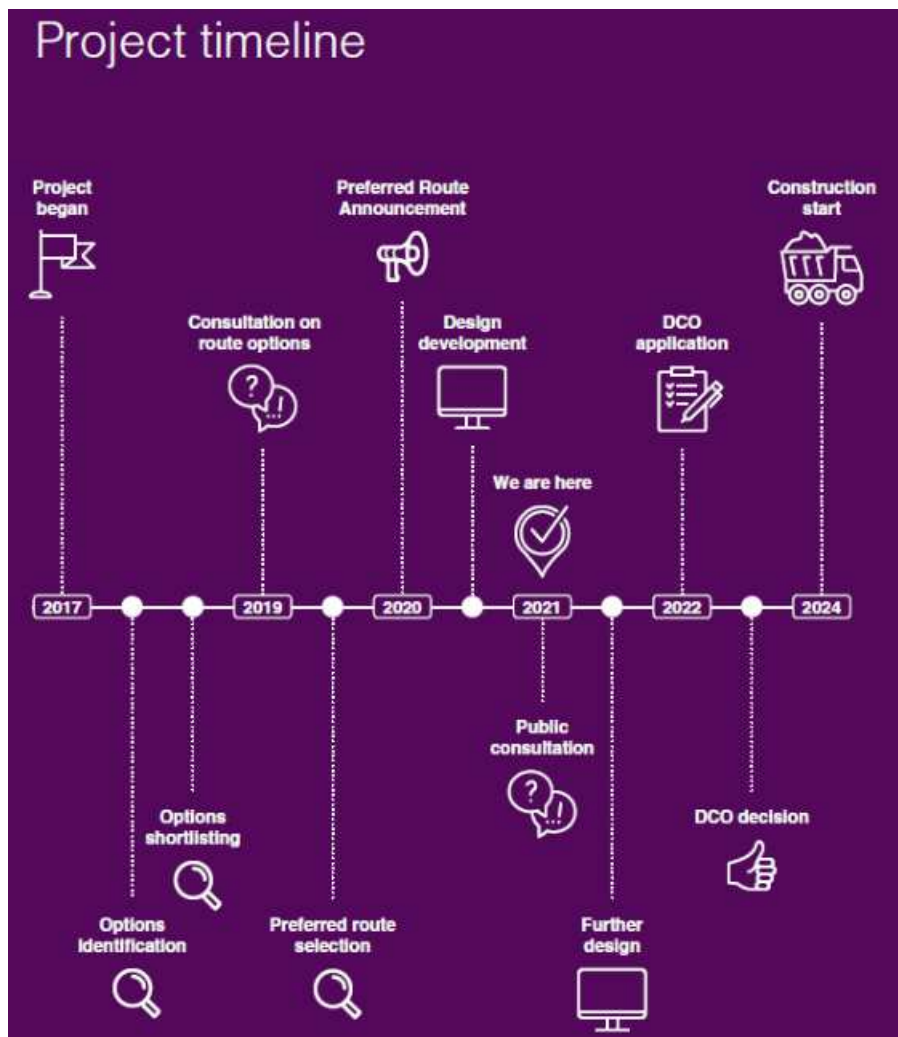 Project timeline
Project
began
Preferred Route
Announcement
Construction
start
Consultation on
route options
Design
development
DCO
application
We are here
2017
2019
2020
2021
2022
2024
Public
consultation
Options
shortlisting
DCO decision
Options
identification
Preferred route
selection
Further
design